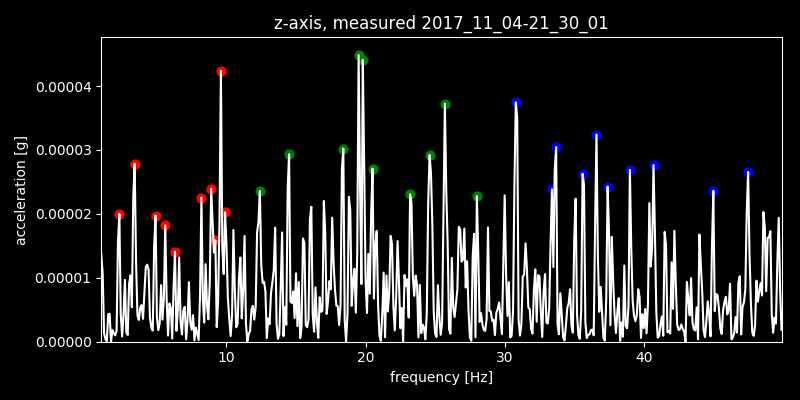 z-axis, measured 2017_11_04-21_30_01
acceleration [g]
0.00004
0.00003
0.00002
0.00001
0.00000
10 20 30 40
frequency [Hz]